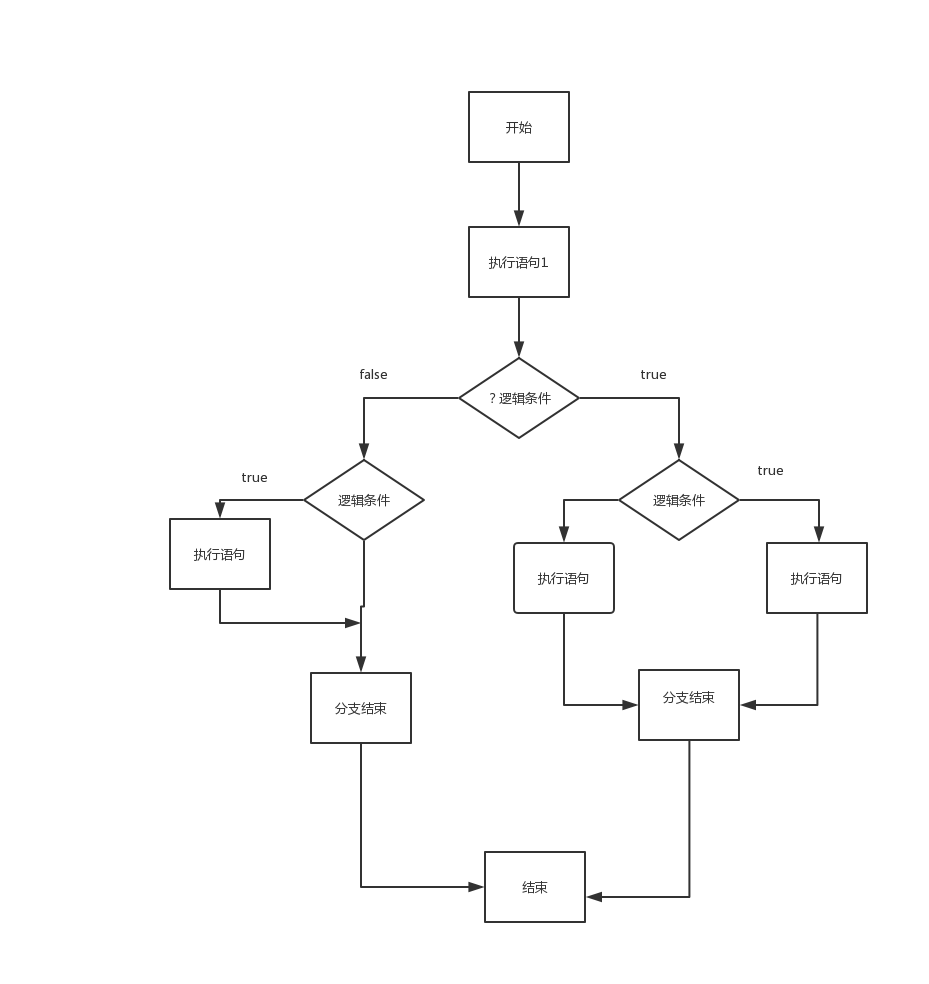 开始
执行语句1
false
true
? 逻辑条件
true
逻辑条件
逻辑条件
true
执行语句
执行语句
执行语句
分支结束
分支结束
结束